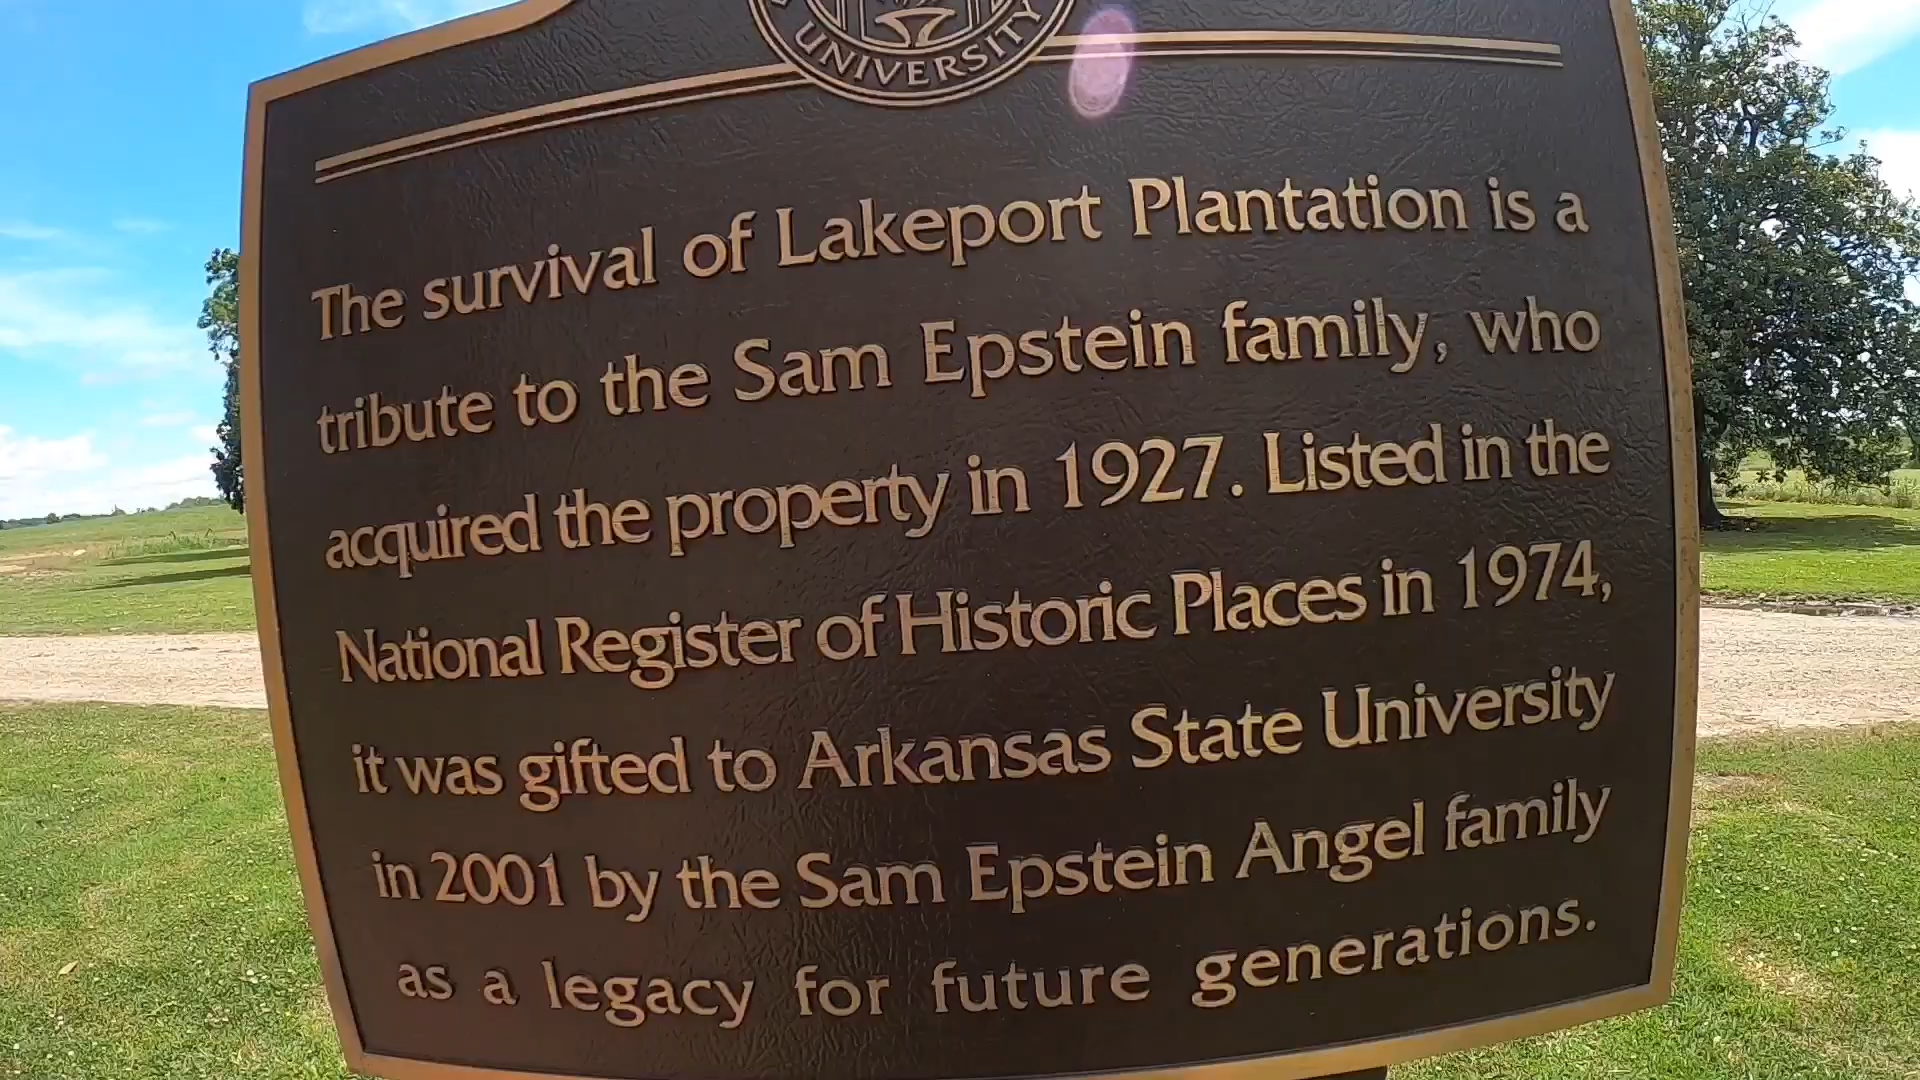 UNIVERSITY
The survival of Lakeport Plantation is a
tribute to the Sam Epstein family, who
acquired the property in 1927. Listed in the
National Register of Historic Places in 1974,
it was gifted to Arkansas State University
in 2001 by the Sam Epstein Angel family
as a legacy for future generations.